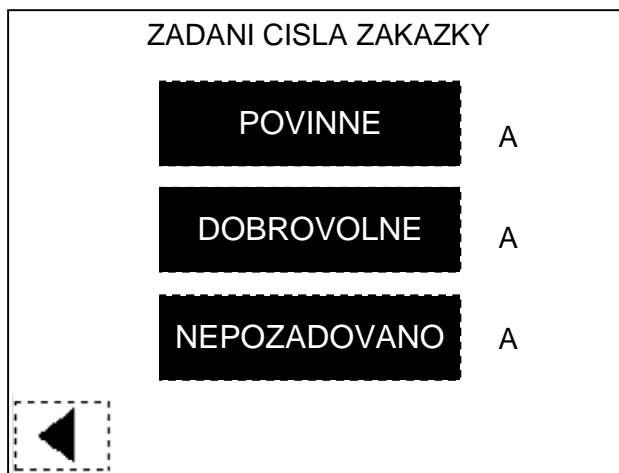 ZADANI CISLA ZAKAZKY
POVINNE A
DOBROVOLNE A
NEPOZADOVANO A